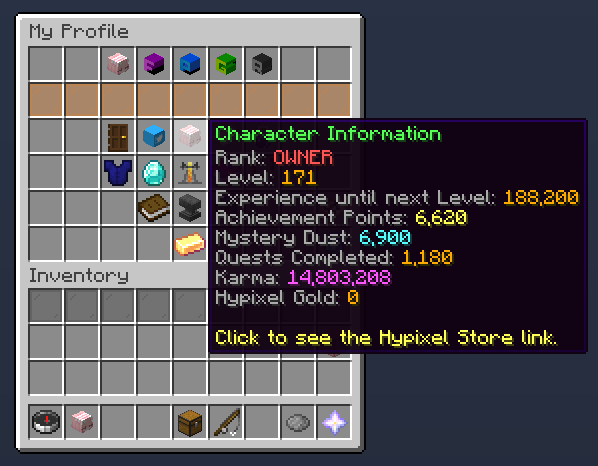 My Profile
Character Information
Rank: OWNER
Level: 171
Experience until next Level: 188,200
Achievement Points: 6,620
Mystery Dust: 6,900
Quests Completed: 1,180
Karma: 14,803,208
Hypixel Gold: 0
Click to see the Hypixel Store link.
Inventory